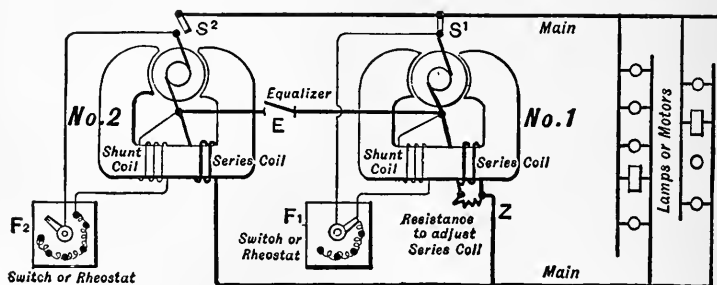 S²
S¹
Main
Equalizer
E
No.2
No.1
Shunt
Coil
Series Coil
Shunt
Coil
Series Coil
Lamps or Motors
F2
F1
Z
Resistance
to adjust
Series Coil
Switch or
Rheostat
Switch or Rheostat
Main